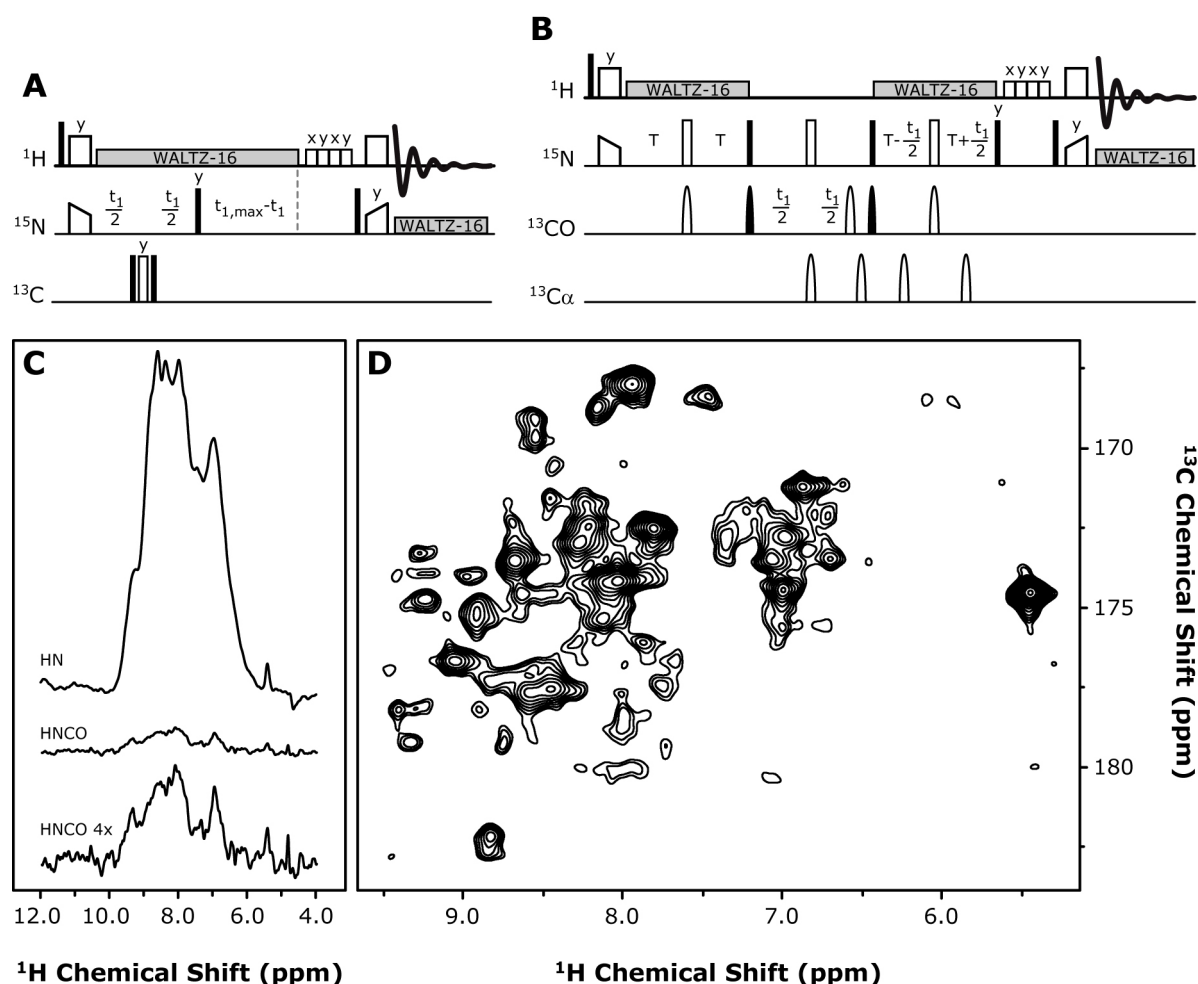 B
y
x y x y
¹H
WALTZ-16
WALTZ-16
A
y
x y x y
y
y
¹H
WALTZ-16
¹⁵N
T
T
T-t₁/2
T+t₁/2
WALTZ-16
y
y
¹⁵N
t₁/2
t₁/2
t₁,max-t₁
WALTZ-16
¹³CO
t₁/2
t₁/2
y
¹³C
¹³Cα
C
D
HN
HNCO
HNCO 4x
170
175
180
¹³C Chemical Shift (ppm)
12.0 10.0 8.0 6.0 4.0
9.0 8.0 7.0 6.0
¹H Chemical Shift (ppm)
¹H Chemical Shift (ppm)